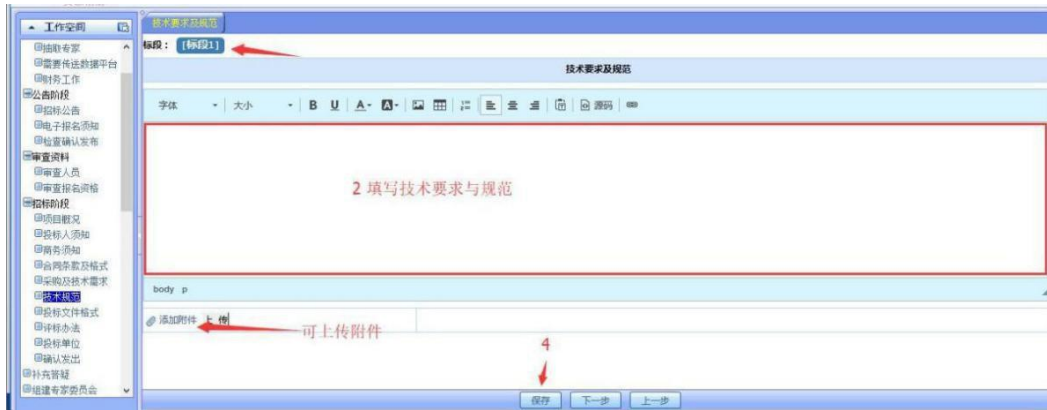 工作空间
抽取专家
需要传送数据平台
财务工作
公告阶段
招标公告
电子报名须知
检查确认发布
审查资料
审查人员
审查报名资格
招标阶段
项目概况
投标人须知
商务须知
合同条款及格式
采购及技术需求
技术规范
投标文件格式
评标办法
投标单位
确认发出
补充答疑
组建专家委员会
技术要求及规范
标段： [标段1]
技术要求及规范
字体 大小 B U A A 源码
2 填写技术要求与规范
body p
添加附件 上 传
可上传附件
4
保存 下一步 上一步